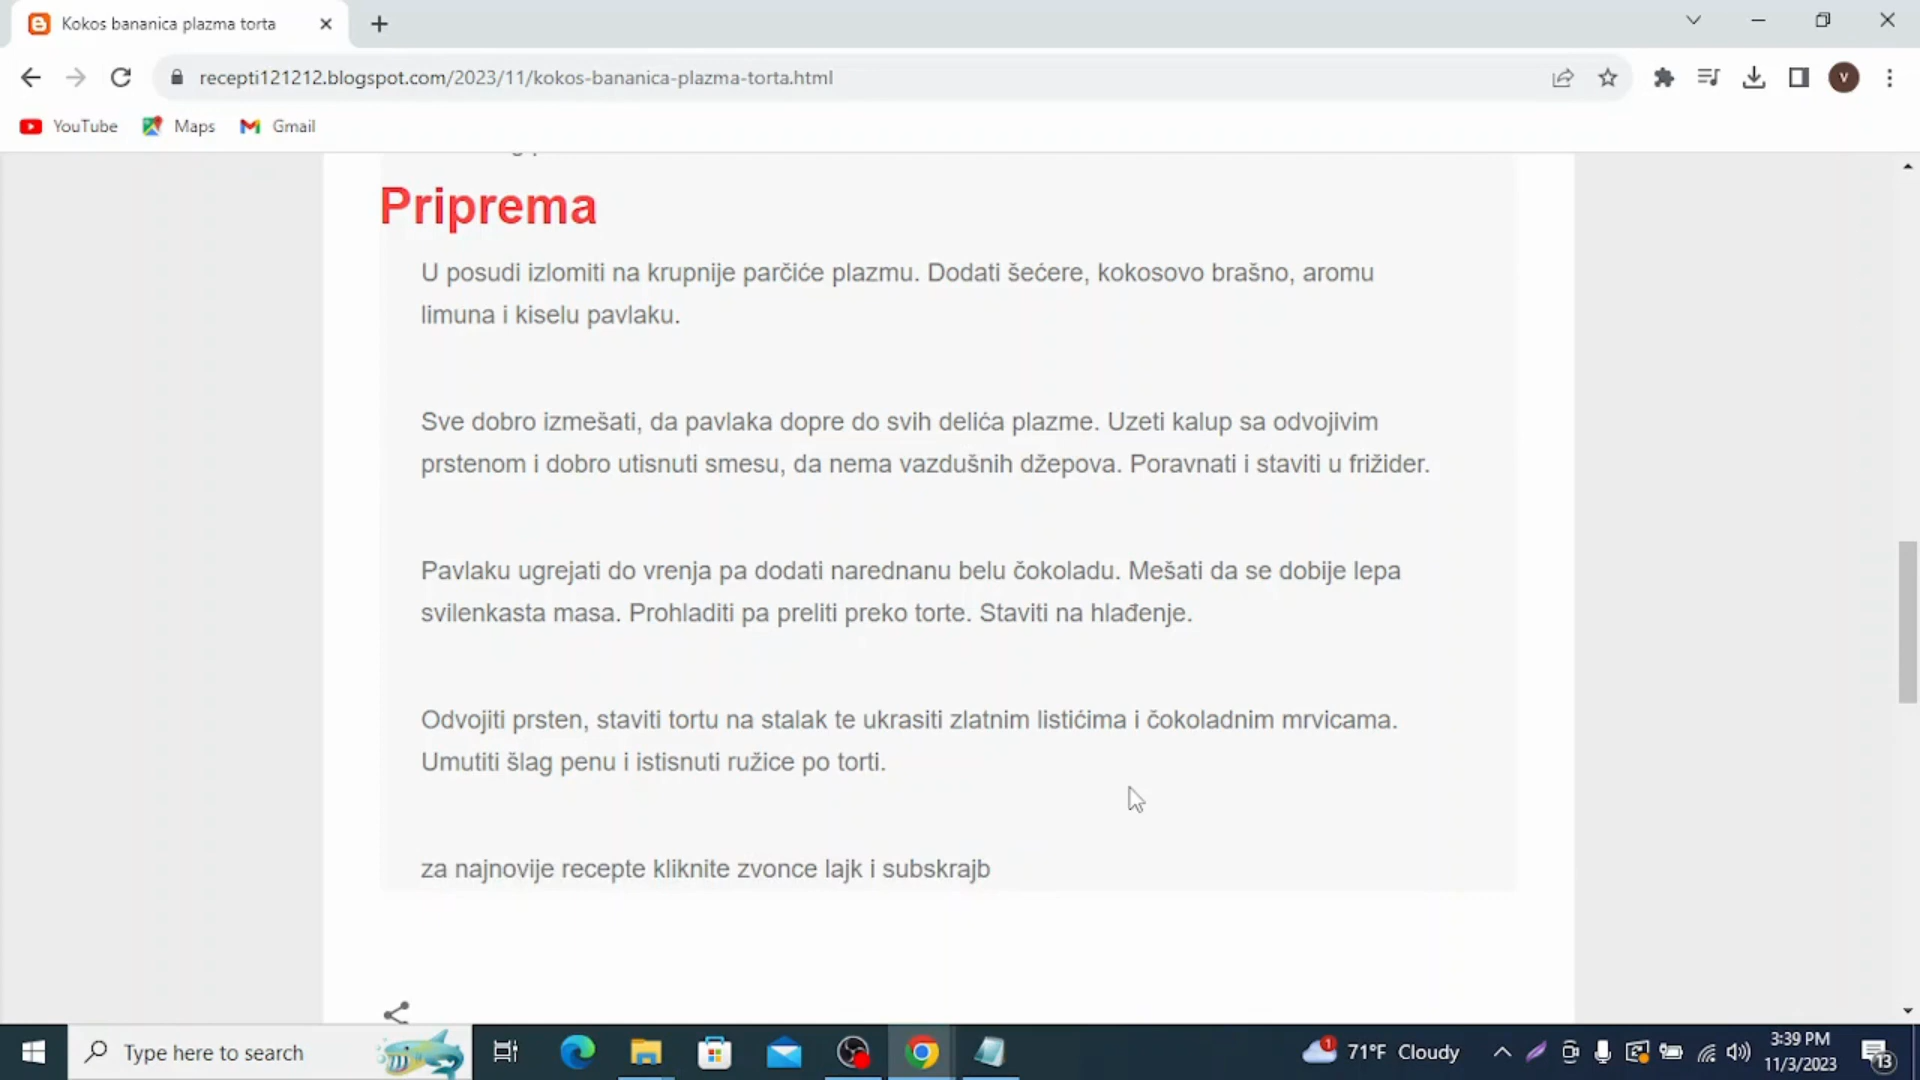 Kokos bananica plazma torta
recepti121212.blogspot.com/2023/11/kokos-bananica-plazma-torta.html
V
YouTube
Maps
Gmail
Priprema
U posudi izlomiti na krupnije parčiće plazmu. Dodati šećere, kokosovo brašno, aromu
limuna i kiselu pavlaku.
Sve dobro izmešati, da pavlaka dopre do svih delića plazme. Uzeti kalup sa odvojivim
prstenom i dobro utisnuti smesu, da nema vazdušnih džepova. Poravnati i staviti u frižider.
Pavlaku ugrejati do vrenja pa dodati narednanu belu čokoladu. Mešati da se dobije lepa
svilenkasta masa. Prohladiti pa preliti preko torte. Staviti na hlađenje.
Odvojiti prsten, staviti tortu na stalak te ukrasiti zlatnim listićima i čokoladnim mrvicama.
Umutiti šlag penu i istisnuti ružice po torti.
za najnovije recepte kliknite zvonce lajk i subskrajb
Type here to search
1
71°F Cloudy
3:39 PM
11/3/2023
13